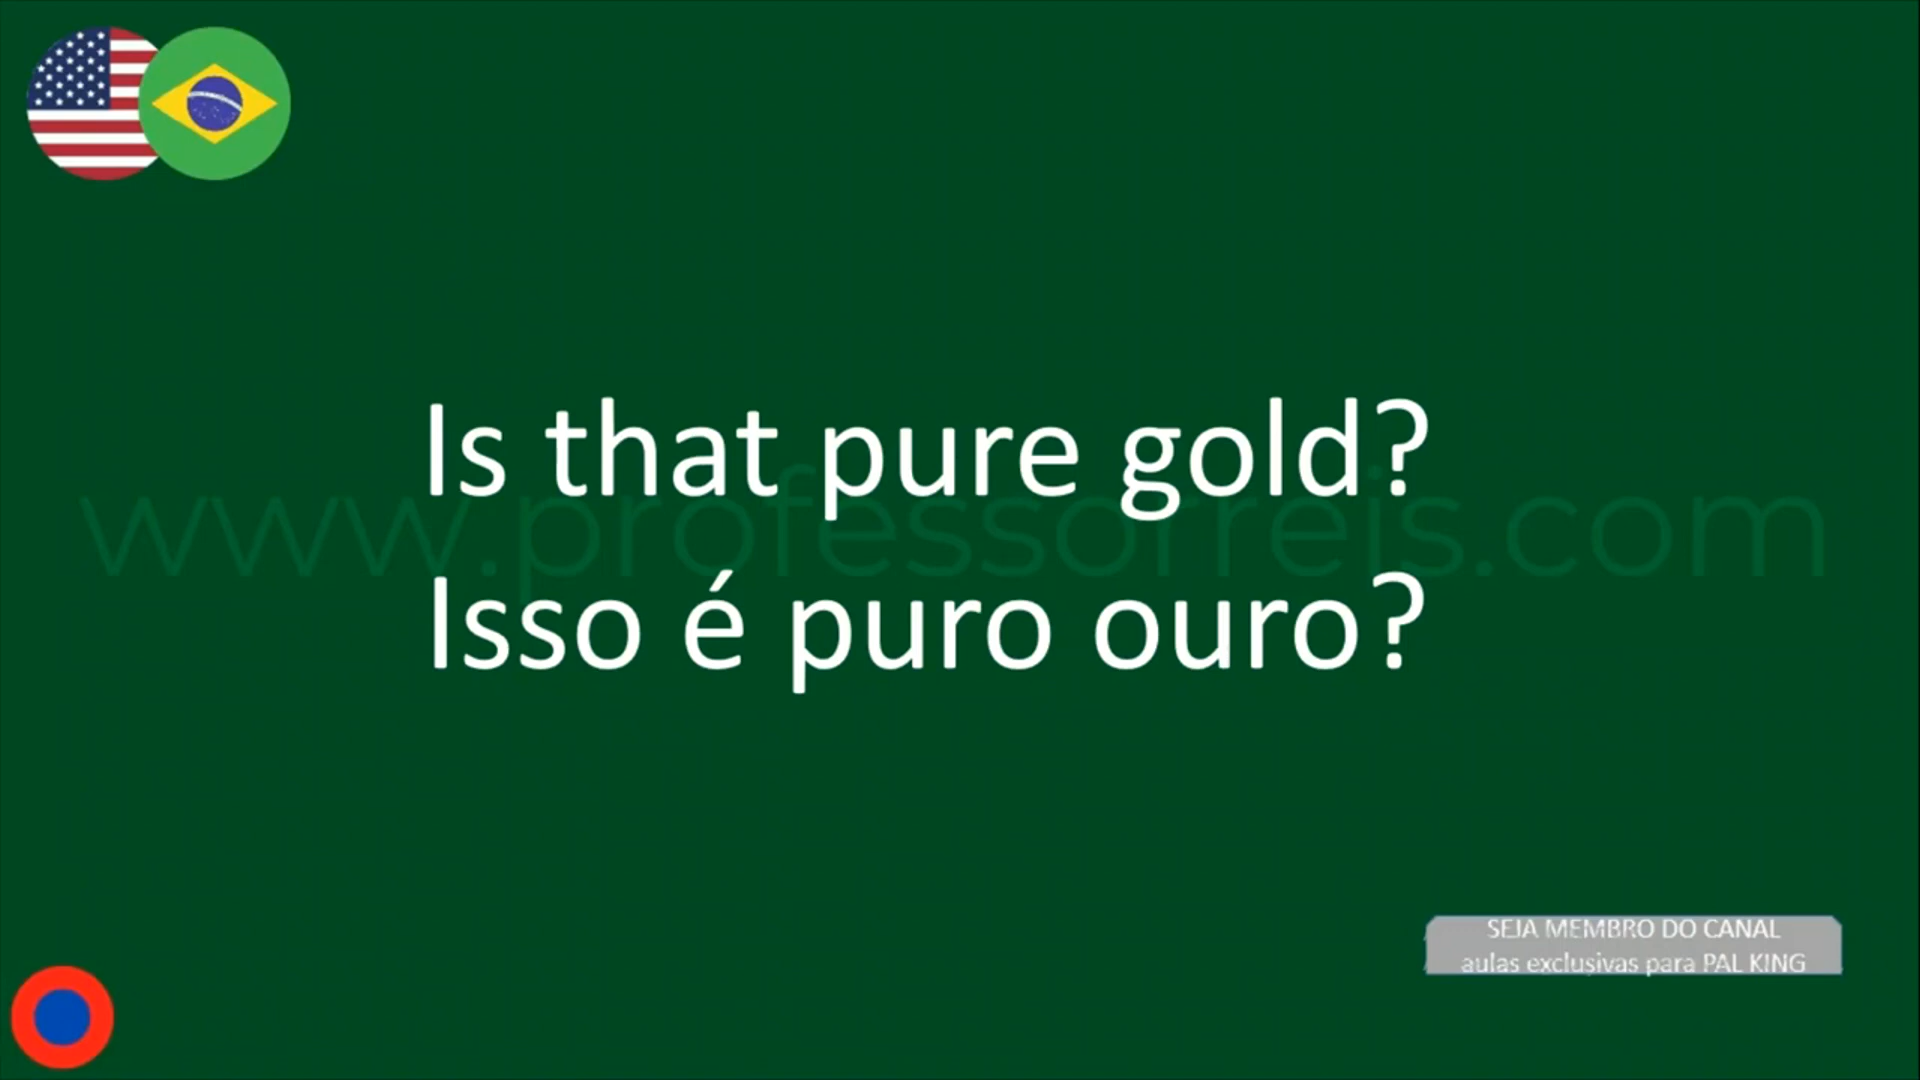 Is that pure gold?
www.professorreis.com
Isso é puro ouro?
SEJA MEMBRO DO CANAL
aulas exclusivas para PAL KING